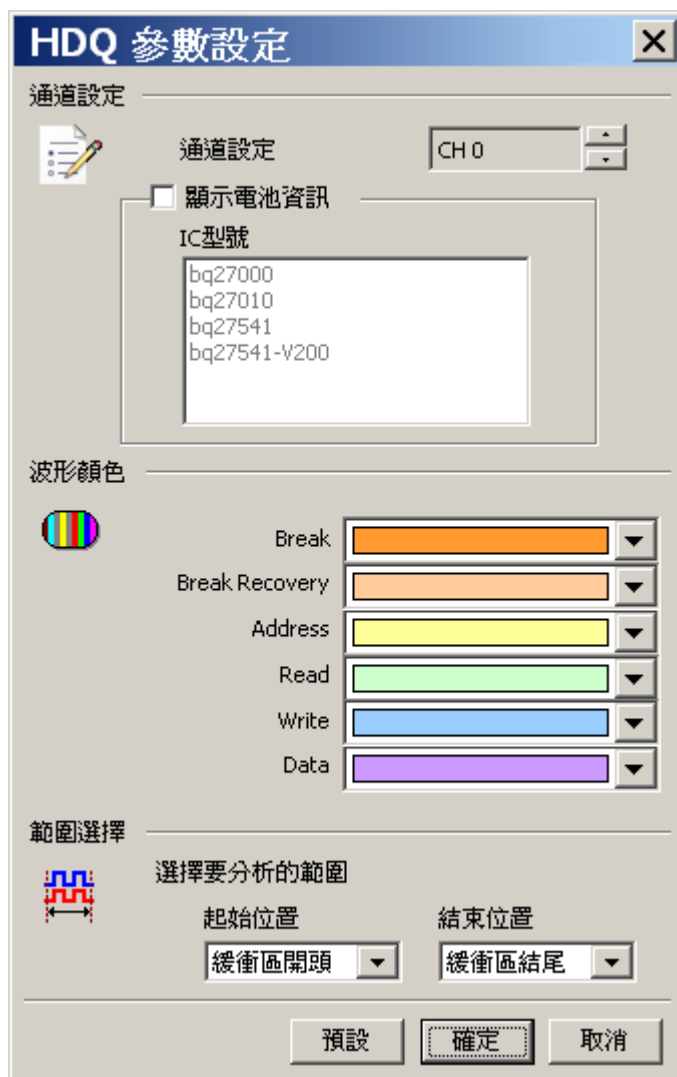 HDQ 參數設定
通道設定
通道設定
CH 0
顯示電池資訊
IC型號
bq27000
bq27010
bq27541
bq27541-V200
波形顏色
Break
Break Recovery
Address
Read
Write
Data
範圍選擇
選擇要分析的範圍
起始位置 結束位置
緩衝區開頭 緩衝區結尾
預設 確定 取消